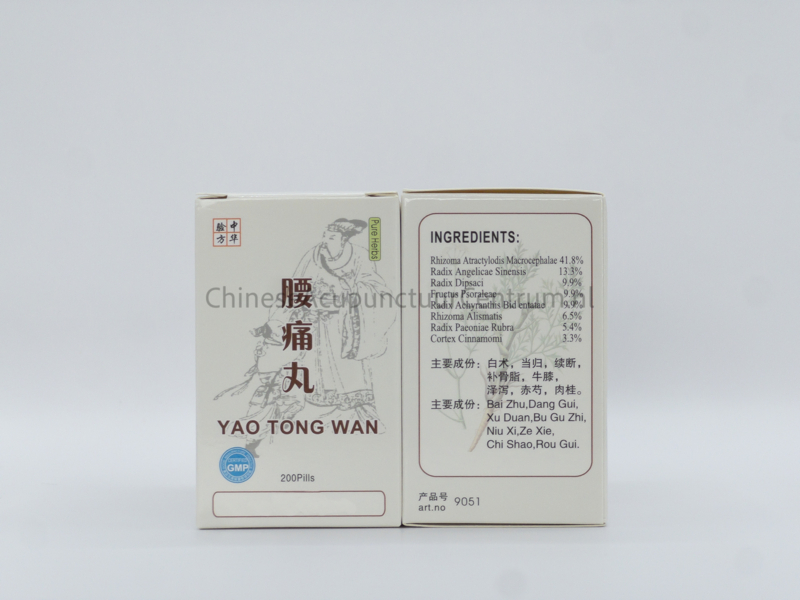 中华
验方
Pure Herbs
腰痛丸
YAO TONG WAN
CERTIFIED
GMP
200Pills
INGREDIENTS:
Rhizoma Atractylodis Macrocephalae 41.8%
Radix Angelicae Sinensis 13.3%
Radix Dipsaci 9.9%
Fructus Psoraleae 9.9%
Radix Achyranthis Bid entatae 9.9%
Rhizoma Alismatis 6.5%
Radix Paeoniae Rubra 5.4%
Cortex Cinnamomi 3.3%
主要成份：白术，当归，续断，
补骨脂，牛膝，
泽泻，赤芍，肉桂。
主要成份：Bai Zhu,Dang Gui,
Xu Duan,Bu Gu Zhi,
Niu Xi,Ze Xie,
Chi Shao,Rou Gui.
产品号
art.no 9051